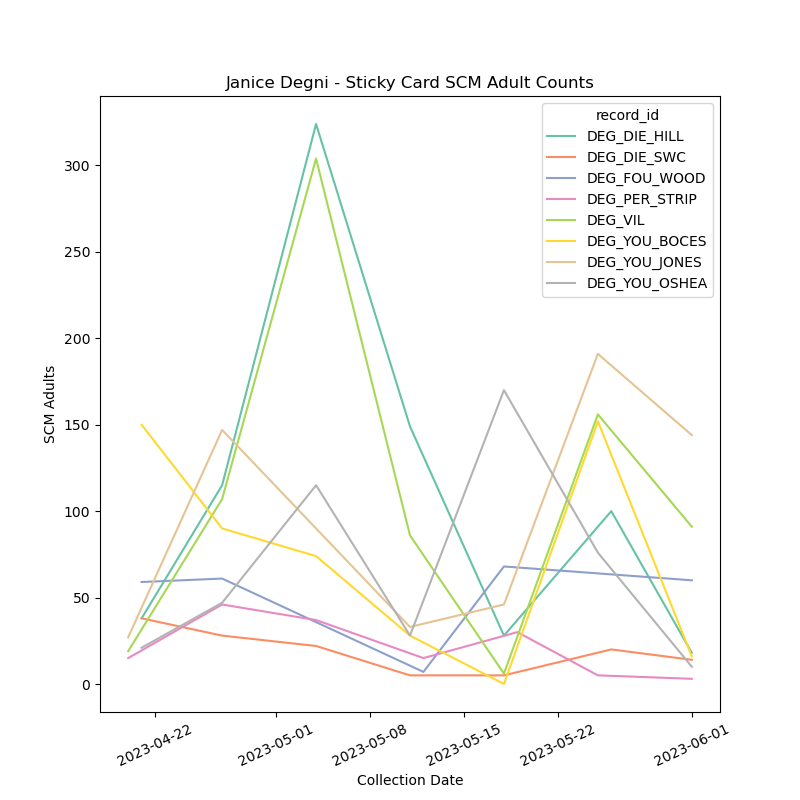 Janice Degni - Sticky Card SCM Adult Counts
record_id
DEG_DIE_HILL
DEG_DIE_SWC
DEG_FOU_WOOD
DEG_PER_STRIP
DEG_VIL
DEG_YOU_BOCES
DEG_YOU_JONES
DEG_YOU_OSHEA
300
250
200
150
100
50
0
SCM Adults
2023-04-22
2023-05-01
2023-05-08
2023-05-15
2023-05-22
2023-06-01
Collection Date